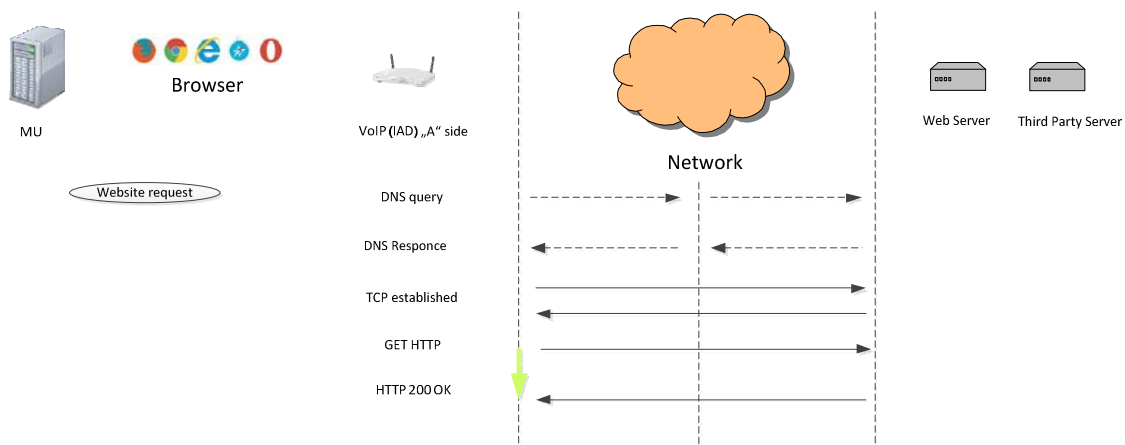 Browser
MU
VoIP (IAD) „A“ side
Network
Web Server
Third Party Server
Website request
DNS query
DNS Responce
TCP established
GET HTTP
HTTP 200 OK